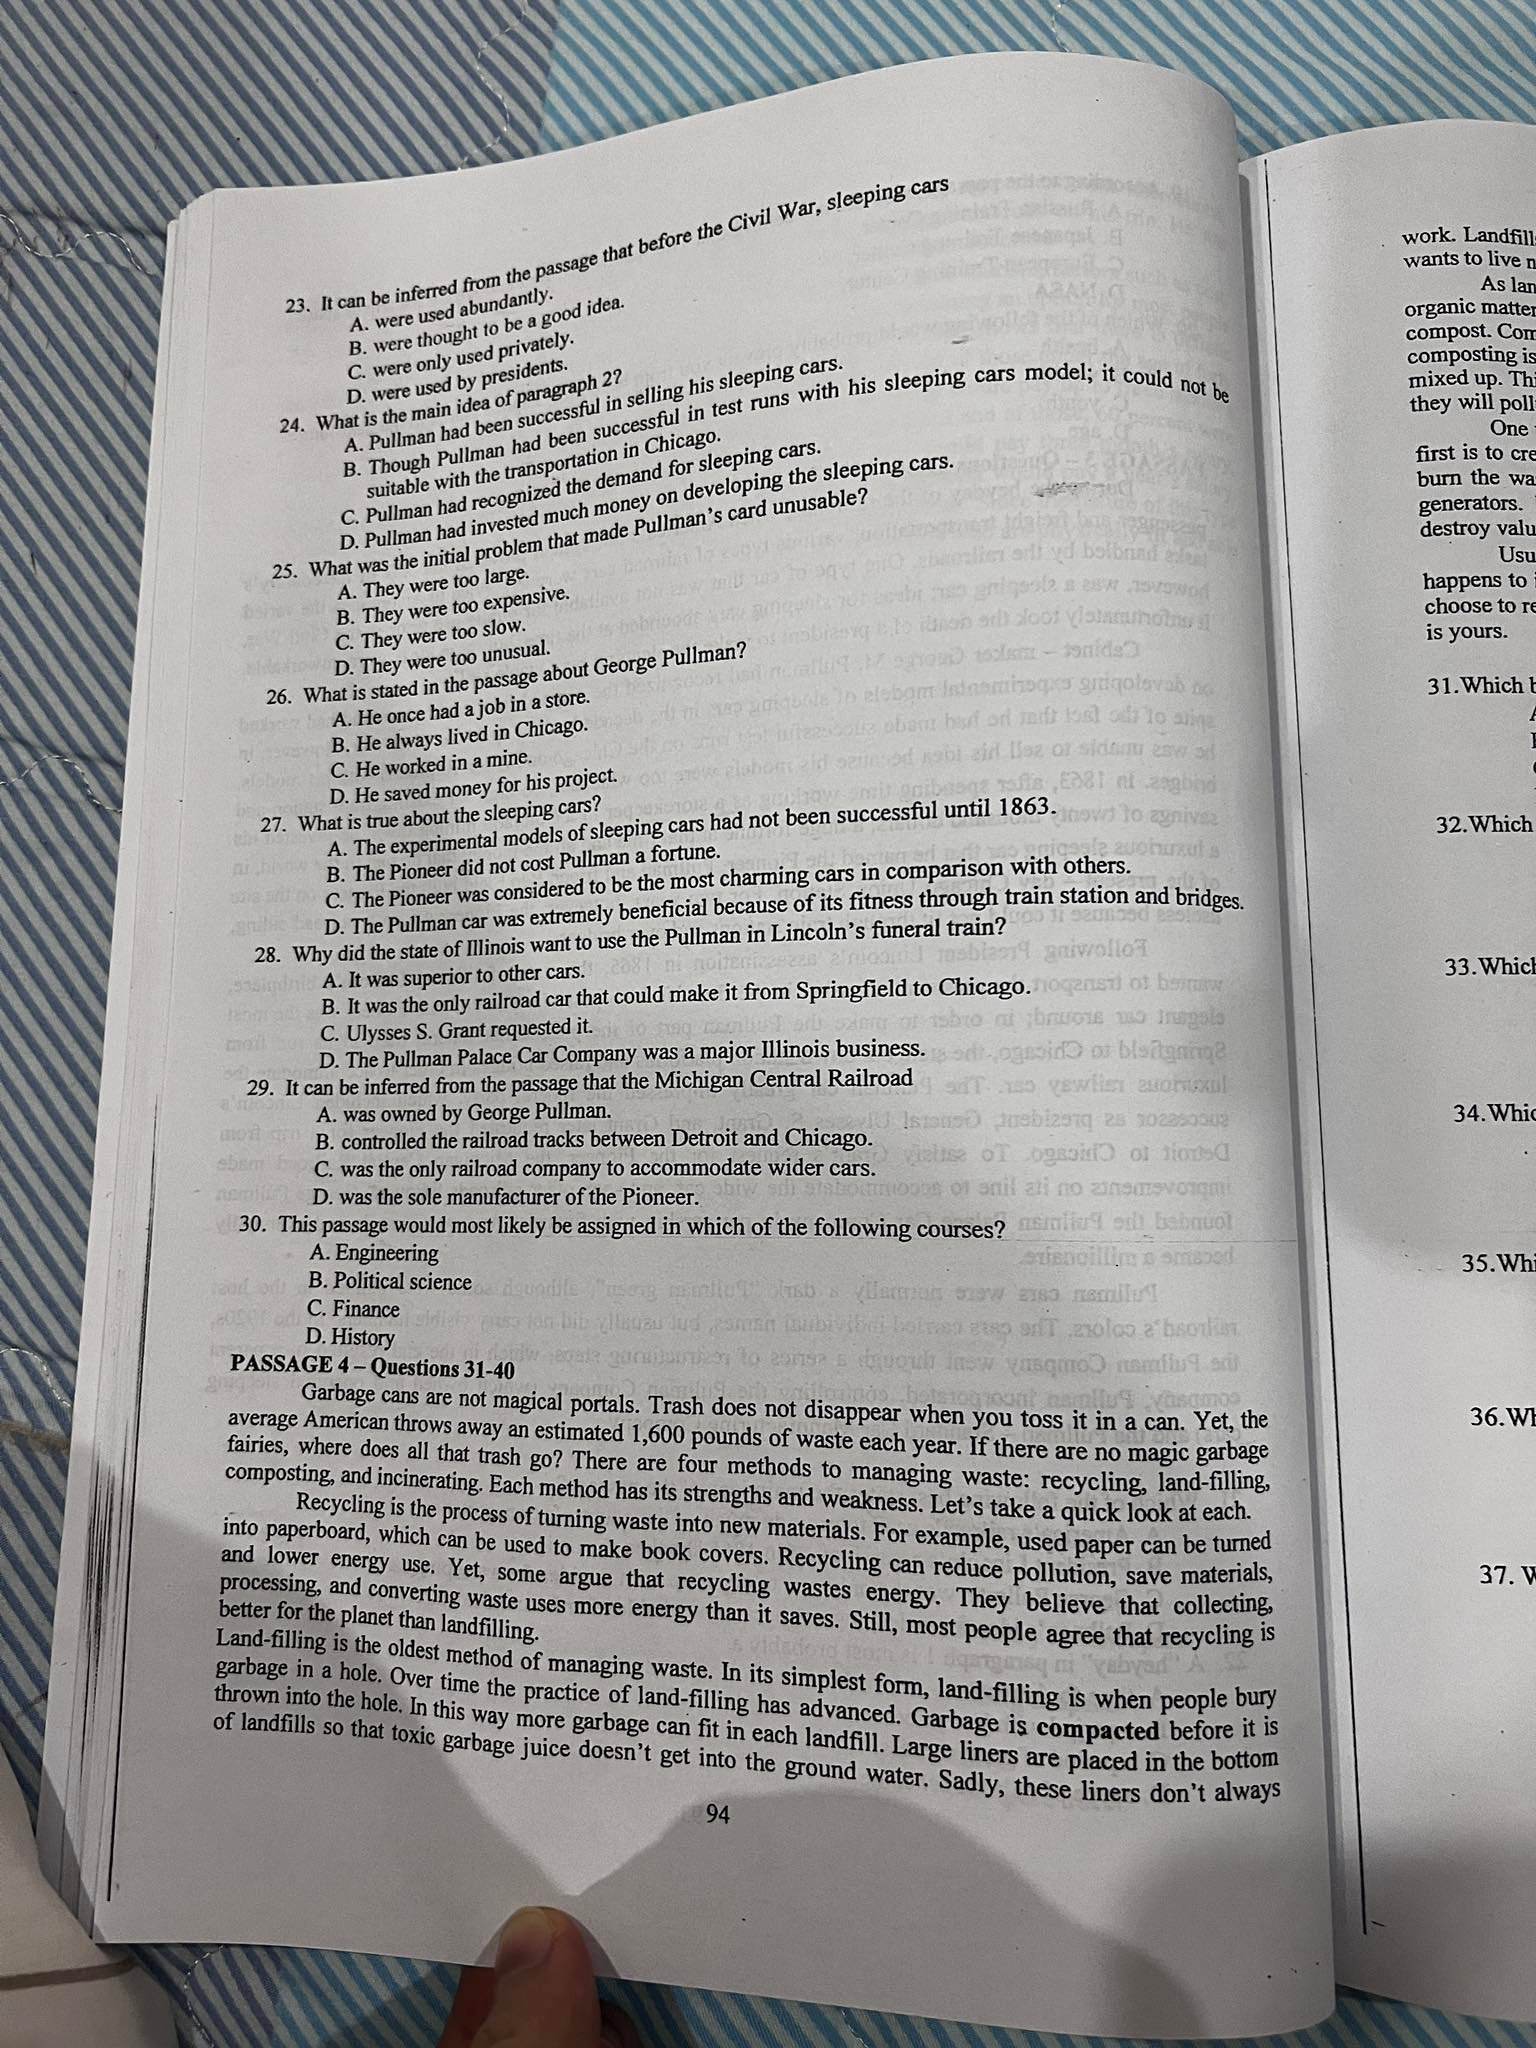 23. It can be inferred from the passage that before the Civil War, sleeping cars
A. were used abundantly.
B. were thought to be a good idea.
C. were only used privately.
D. were used by presidents.
24. What is the main idea of paragraph 2?
A. Pullman had been successful in selling his sleeping cars.
B. Though Pullman had been successful in test runs with his sleeping cars model; it could not be
suitable with the transportation in Chicago.
C. Pullman had recognized the demand for sleeping cars.
D. Pullman had invested much money on developing the sleeping cars.
25. What was the initial problem that made Pullman's card unusable?
A. They were too large.
B. They were too expensive.
C. They were too slow.
D. They were too unusual.
26. What is stated in the passage about George Pullman?
A. He once had a job in a store.
B. He always lived in Chicago.
C. He worked in a mine.
D. He saved money for his project.
27. What is true about the sleeping cars?
A. The experimental models of sleeping cars had not been successful until 1863.
B. The Pioneer did not cost Pullman a fortune.
C. The Pioneer was considered to be the most charming cars in comparison with others.
D. The Pullman car was extremely beneficial because of its fitness through train station and bridges.
28. Why did the state of Illinois want to use the Pullman in Lincoln's funeral train?
A. It was superior to other cars.
B. It was the only railroad car that could make it from Springfield to Chicago.
C. Ulysses S. Grant requested it.
D. The Pullman Palace Car Company was a major Illinois business.
29. It can be inferred from the passage that the Michigan Central Railroad
A. was owned by George Pullman.
B. controlled the railroad tracks between Detroit and Chicago.
C. was the only railroad company to accommodate wider cars.
D. was the sole manufacturer of the Pioneer.
30. This passage would most likely be assigned in which of the following courses?
A. Engineering
B. Political science
C. Finance
D. History
PASSAGE 4 – Questions 31-40
Garbage cans are not magical portals. Trash does not disappear when you toss it in a can. Yet, the
average American throws away an estimated 1,600 pounds of waste each year. If there are no magic garbage
fairies, where does all that trash go? There are four methods to managing waste: recycling, land-filling,
composting, and incinerating. Each method has its strengths and weakness. Let's take a quick look at each.
Recycling is the process of turning waste into new materials. For example, used paper can be turned
into paperboard, which can be used to make book covers. Recycling can reduce pollution, save materials,
and lower energy use. Yet, some argue that recycling wastes energy. They believe that collecting,
processing, and converting waste uses more energy than it saves. Still, most people agree that recycling is
better for the planet than landfilling.
Land-filling is the oldest method of managing waste. In its simplest form, land-filling is when people bury
garbage in a hole. Over time the practice of land-filling has advanced. Garbage is compacted before it is
thrown into the hole. In this way more garbage can fit in each landfill. Large liners are placed in the bottom
of landfills so that toxic garbage juice doesn't get into the ground water. Sadly, these liners don't always
94
work. Landfill
wants to live
As
organic
compost.
composting is
mixed up.
they will
One
first is to
burn the
generators.
destroy
happens to
choose to
is yours.
31.Which
32.Which
33.
34.
35.
36.
37.